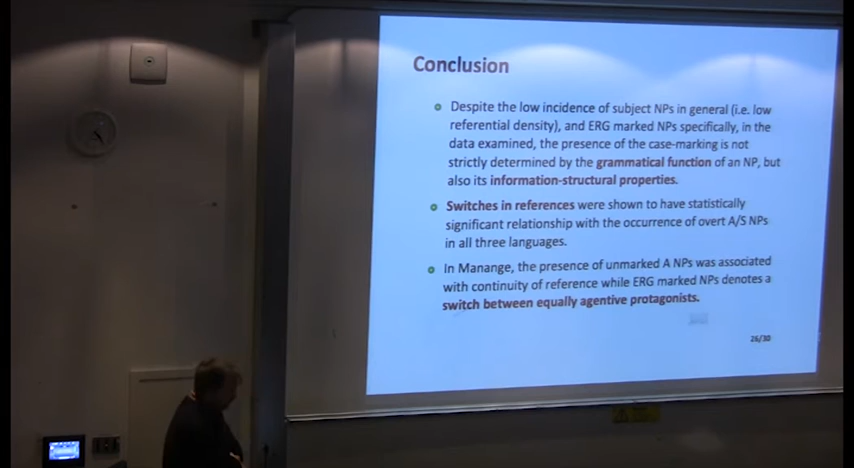 Conclusion
Despite the low incidence of subject NPs in general (i.e. low
referential density), and ERG marked NPs specifically, in the
data examined, the presence of the case-marking is not
strictly determined by the grammatical function of an NP, but
also its information-structural properties.
Switches in references were shown to have statistically
significant relationship with the occurrence of overt A/S NPs
in all three languages.
In Manange, the presence of unmarked A NPs was associated
with continuity of reference while ERG marked NPs denotes a
switch between equally agentive protagonists.
26/30